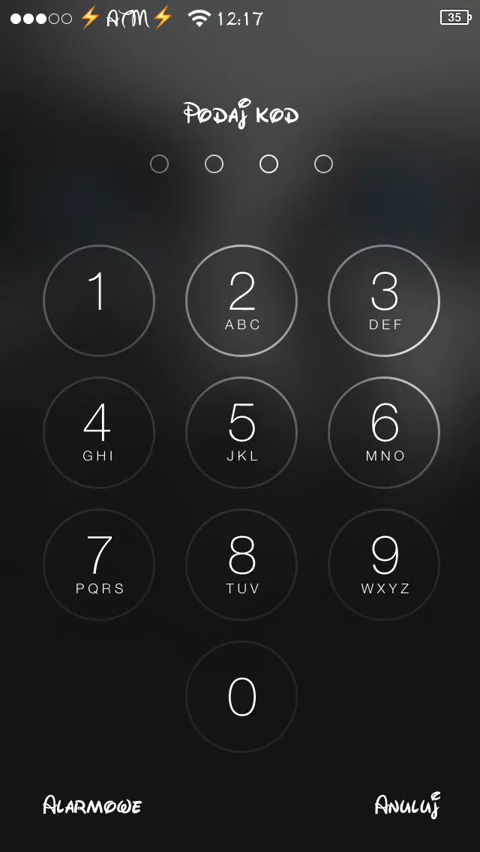 ⚡ATM⚡ 12:17 35
Podaj kod
1 2 3
ABC DEF
4 5 6
GHI JKL MNO
7 8 9
PQRS TUV WXYZ
0
Alarmowe Anuluj